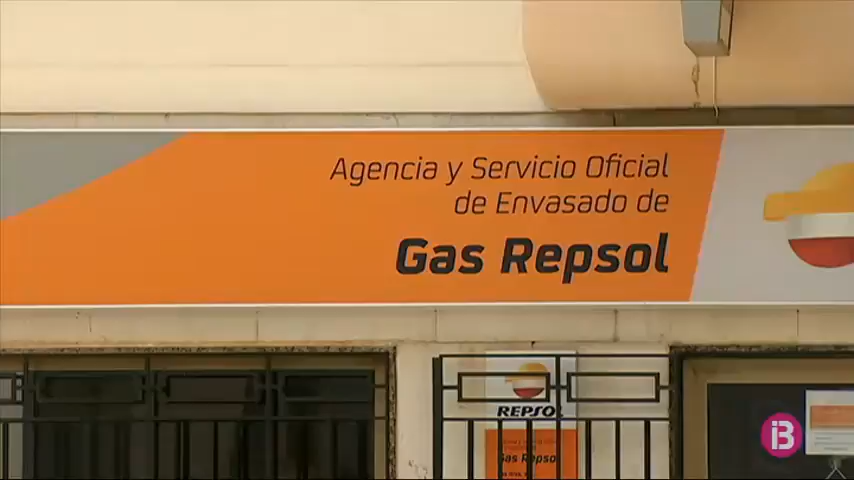 Agencia y Servicio Oficial
de Envasado de
Gas Repsol
REPSOL
Gas Repsol